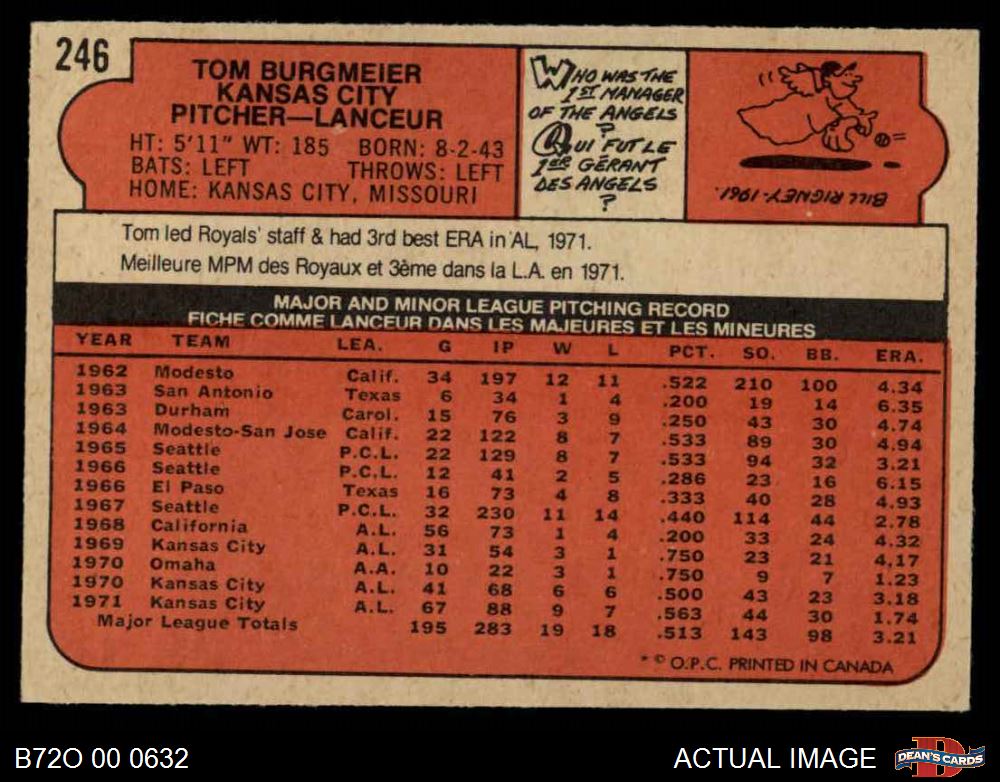 246
TOM BURGMEIER
KANSAS CITY
PITCHER—LANCEUR
HT: 5'11" WT: 185 BORN: 8-2-43
BATS: LEFT THROWS: LEFT
HOME: KANSAS CITY, MISSOURI
WHO WAS THE
1ST MANAGER
OF THE ANGELS
?
QUI FUT LE
1ER GÉRANT
DES ANGELS
?
BILL RIGNEY-1961.
Tom led Royals' staff & had 3rd best ERA in AL, 1971.
Meilleure MPM des Royaux et 3ème dans la L.A. en 1971.
MAJOR AND MINOR LEAGUE PITCHING RECORD
FICHE COMME LANCEUR DANS LES MAJEURES ET LES MINEURES
YEAR TEAM LEA. G IP W L PCT. SO. BB. ERA.
1962 Modesto Calif. 34 197 12 11 .522 210 100 4.34
1963 San Antonio Texas 6 34 1 4 .200 19 14 6.35
1963 Durham Carol. 15 76 3 9 .250 43 30 4.74
1964 Modesto-San Jose Calif. 22 122 8 7 .533 89 30 4.94
1965 Seattle P.C.L. 22 129 8 7 .533 94 32 3.21
1966 Seattle P.C.L. 12 41 2 5 .286 23 16 6.15
1966 El Paso Texas 16 73 4 8 .333 40 28 4.93
1967 Seattle P.C.L. 32 230 11 14 .440 114 44 2.78
1968 California A.L. 56 73 1 4 .200 33 24 4.32
1969 Kansas City A.L. 31 54 3 1 .750 23 21 4.17
1970 Omaha A.A. 10 22 3 1 .750 9 7 1.23
1970 Kansas City A.L. 41 68 6 6 .500 43 23 3.18
1971 Kansas City A.L. 67 88 9 7 .563 44 30 1.74
Major League Totals 195 283 19 18 .513 143 98 3.21
* © O.P.C. PRINTED IN CANADA
B72O 00 0632
ACTUAL IMAGE
D
DEAN'S CARDS